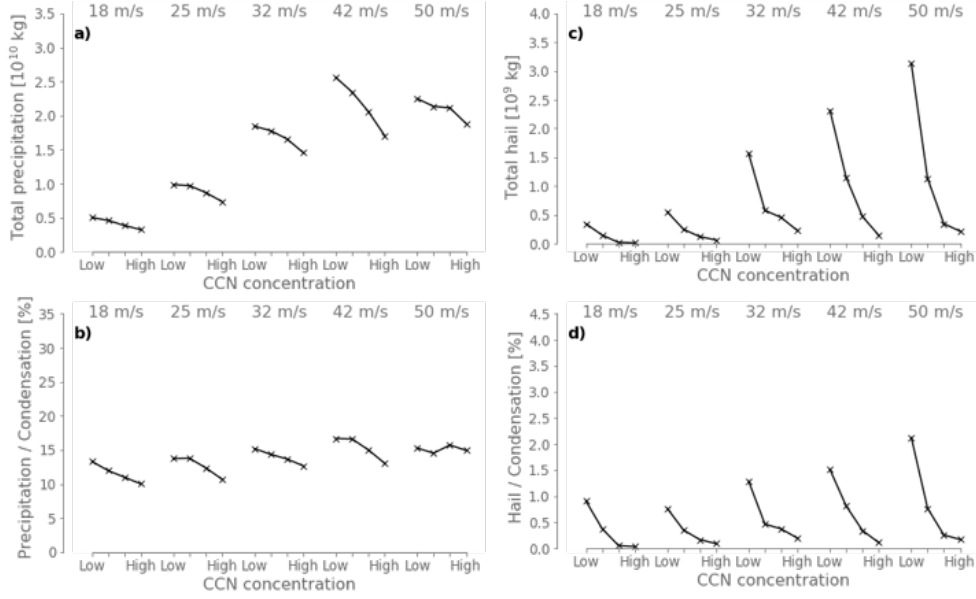 18 m/s 25 m/s 32 m/s 42 m/s 50 m/s
a)
Total precipitation [10^10 kg]
4.0
3.5
3.0
2.5
2.0
1.5
1.0
0.5
0.0
Low High Low High Low High Low High Low High
CCN concentration
18 m/s 25 m/s 32 m/s 42 m/s 50 m/s
c)
Total hail [10^9 kg]
4.0
3.5
3.0
2.5
2.0
1.5
1.0
0.5
0.0
Low High Low High Low High Low High Low High
CCN concentration
18 m/s 25 m/s 32 m/s 42 m/s 50 m/s
b)
Precipitation / Condensation [%]
35
30
25
20
15
10
5
0
Low High Low High Low High Low High Low High
CCN concentration
18 m/s 25 m/s 32 m/s 42 m/s 50 m/s
d)
Hail / Condensation [%]
4.5
4.0
3.5
3.0
2.5
2.0
1.5
1.0
0.5
0.0
Low High Low High Low High Low High Low High
CCN concentration